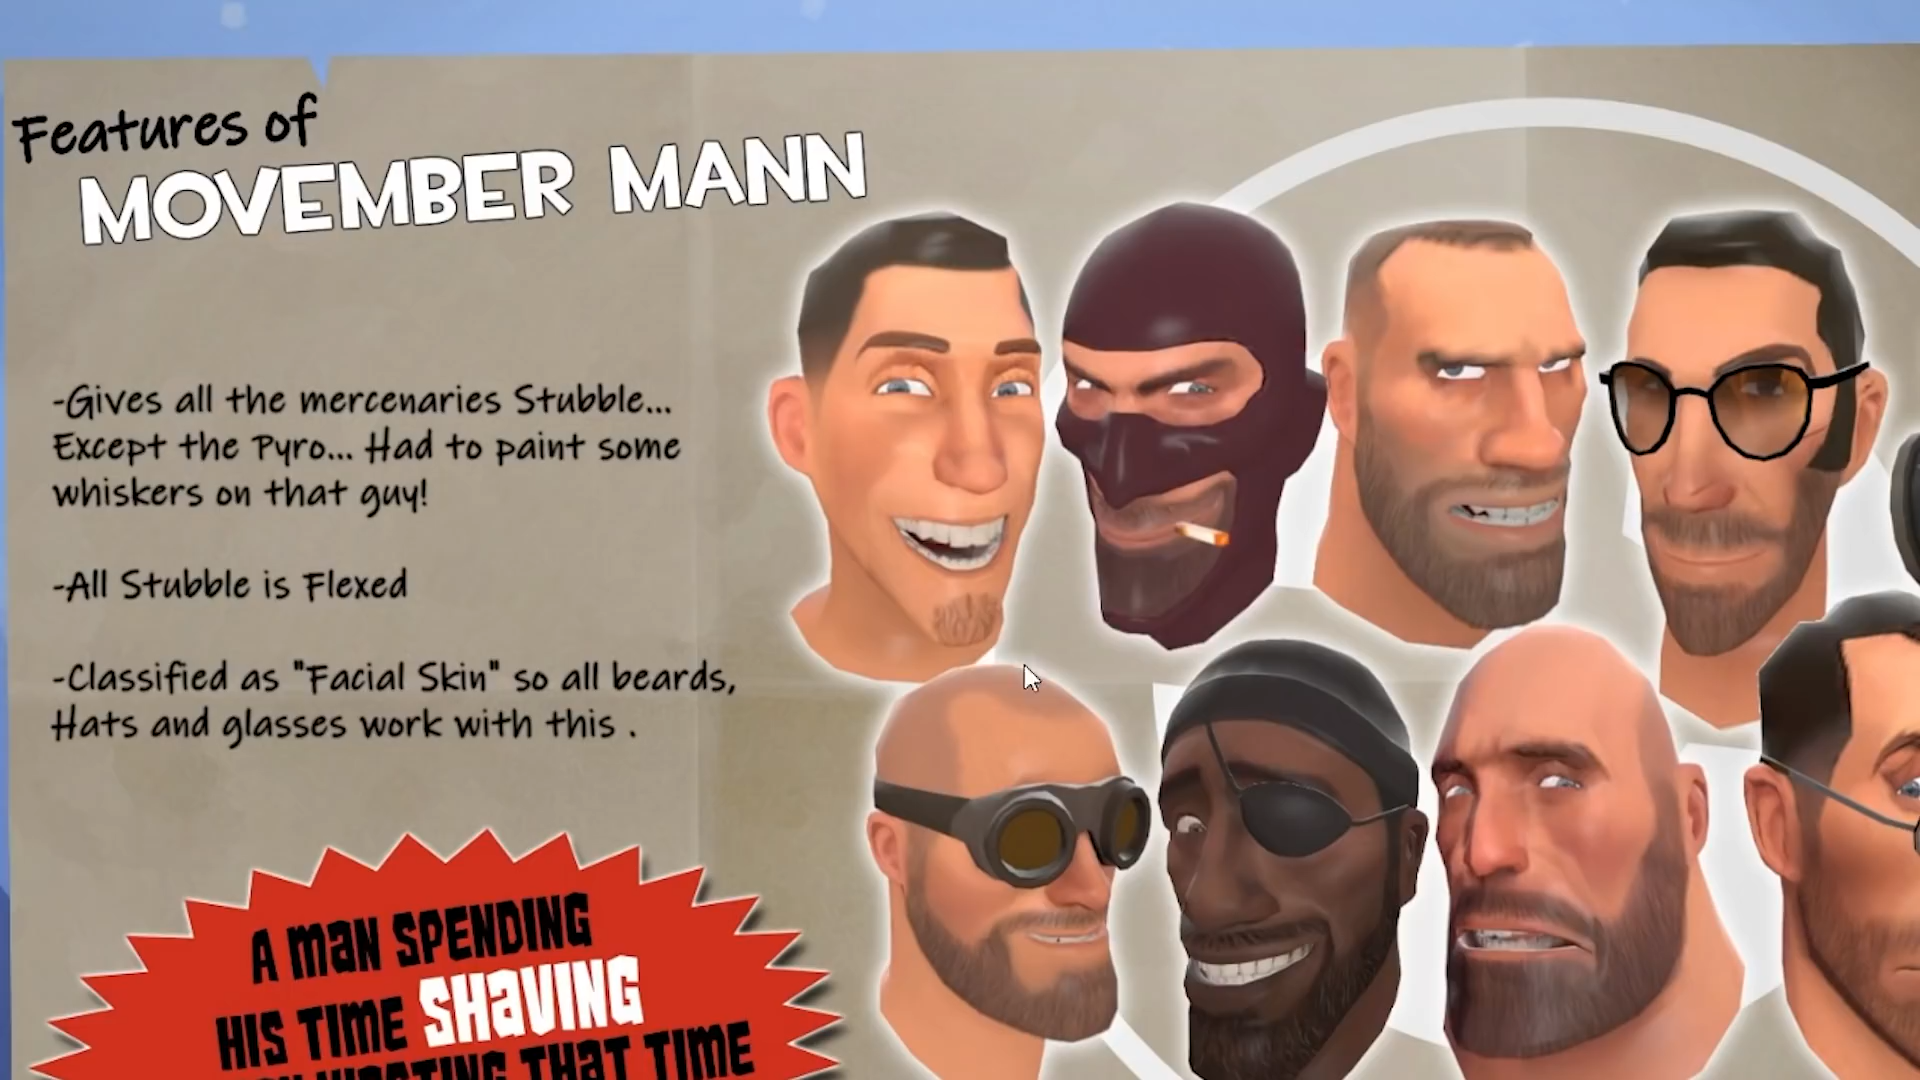 Features of
MOVEMBER MANN
-Gives all the mercenaries Stubble...
Except the Pyro... Had to paint some
whiskers on that guy!
-All Stubble is Flexed
-Classified as "Facial Skin" so all beards,
Hats and glasses work with this .
A MAN SPENDING
HIS TIME SHAVING
THAT TIME